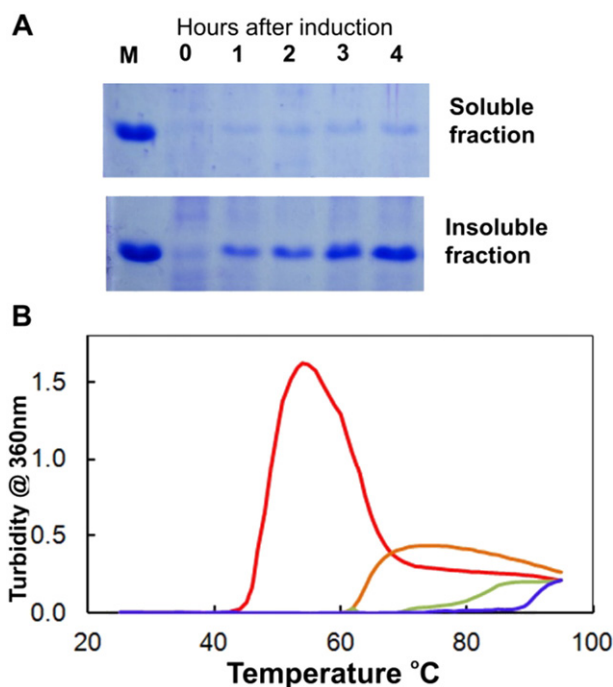 A
Hours after induction
M 0 1 2 3 4
Soluble
fraction
Insoluble
fraction
B
Turbidity @ 360nm
1.5
1.0
0.5
0.0
20 40 60 80 100
Temperature °C